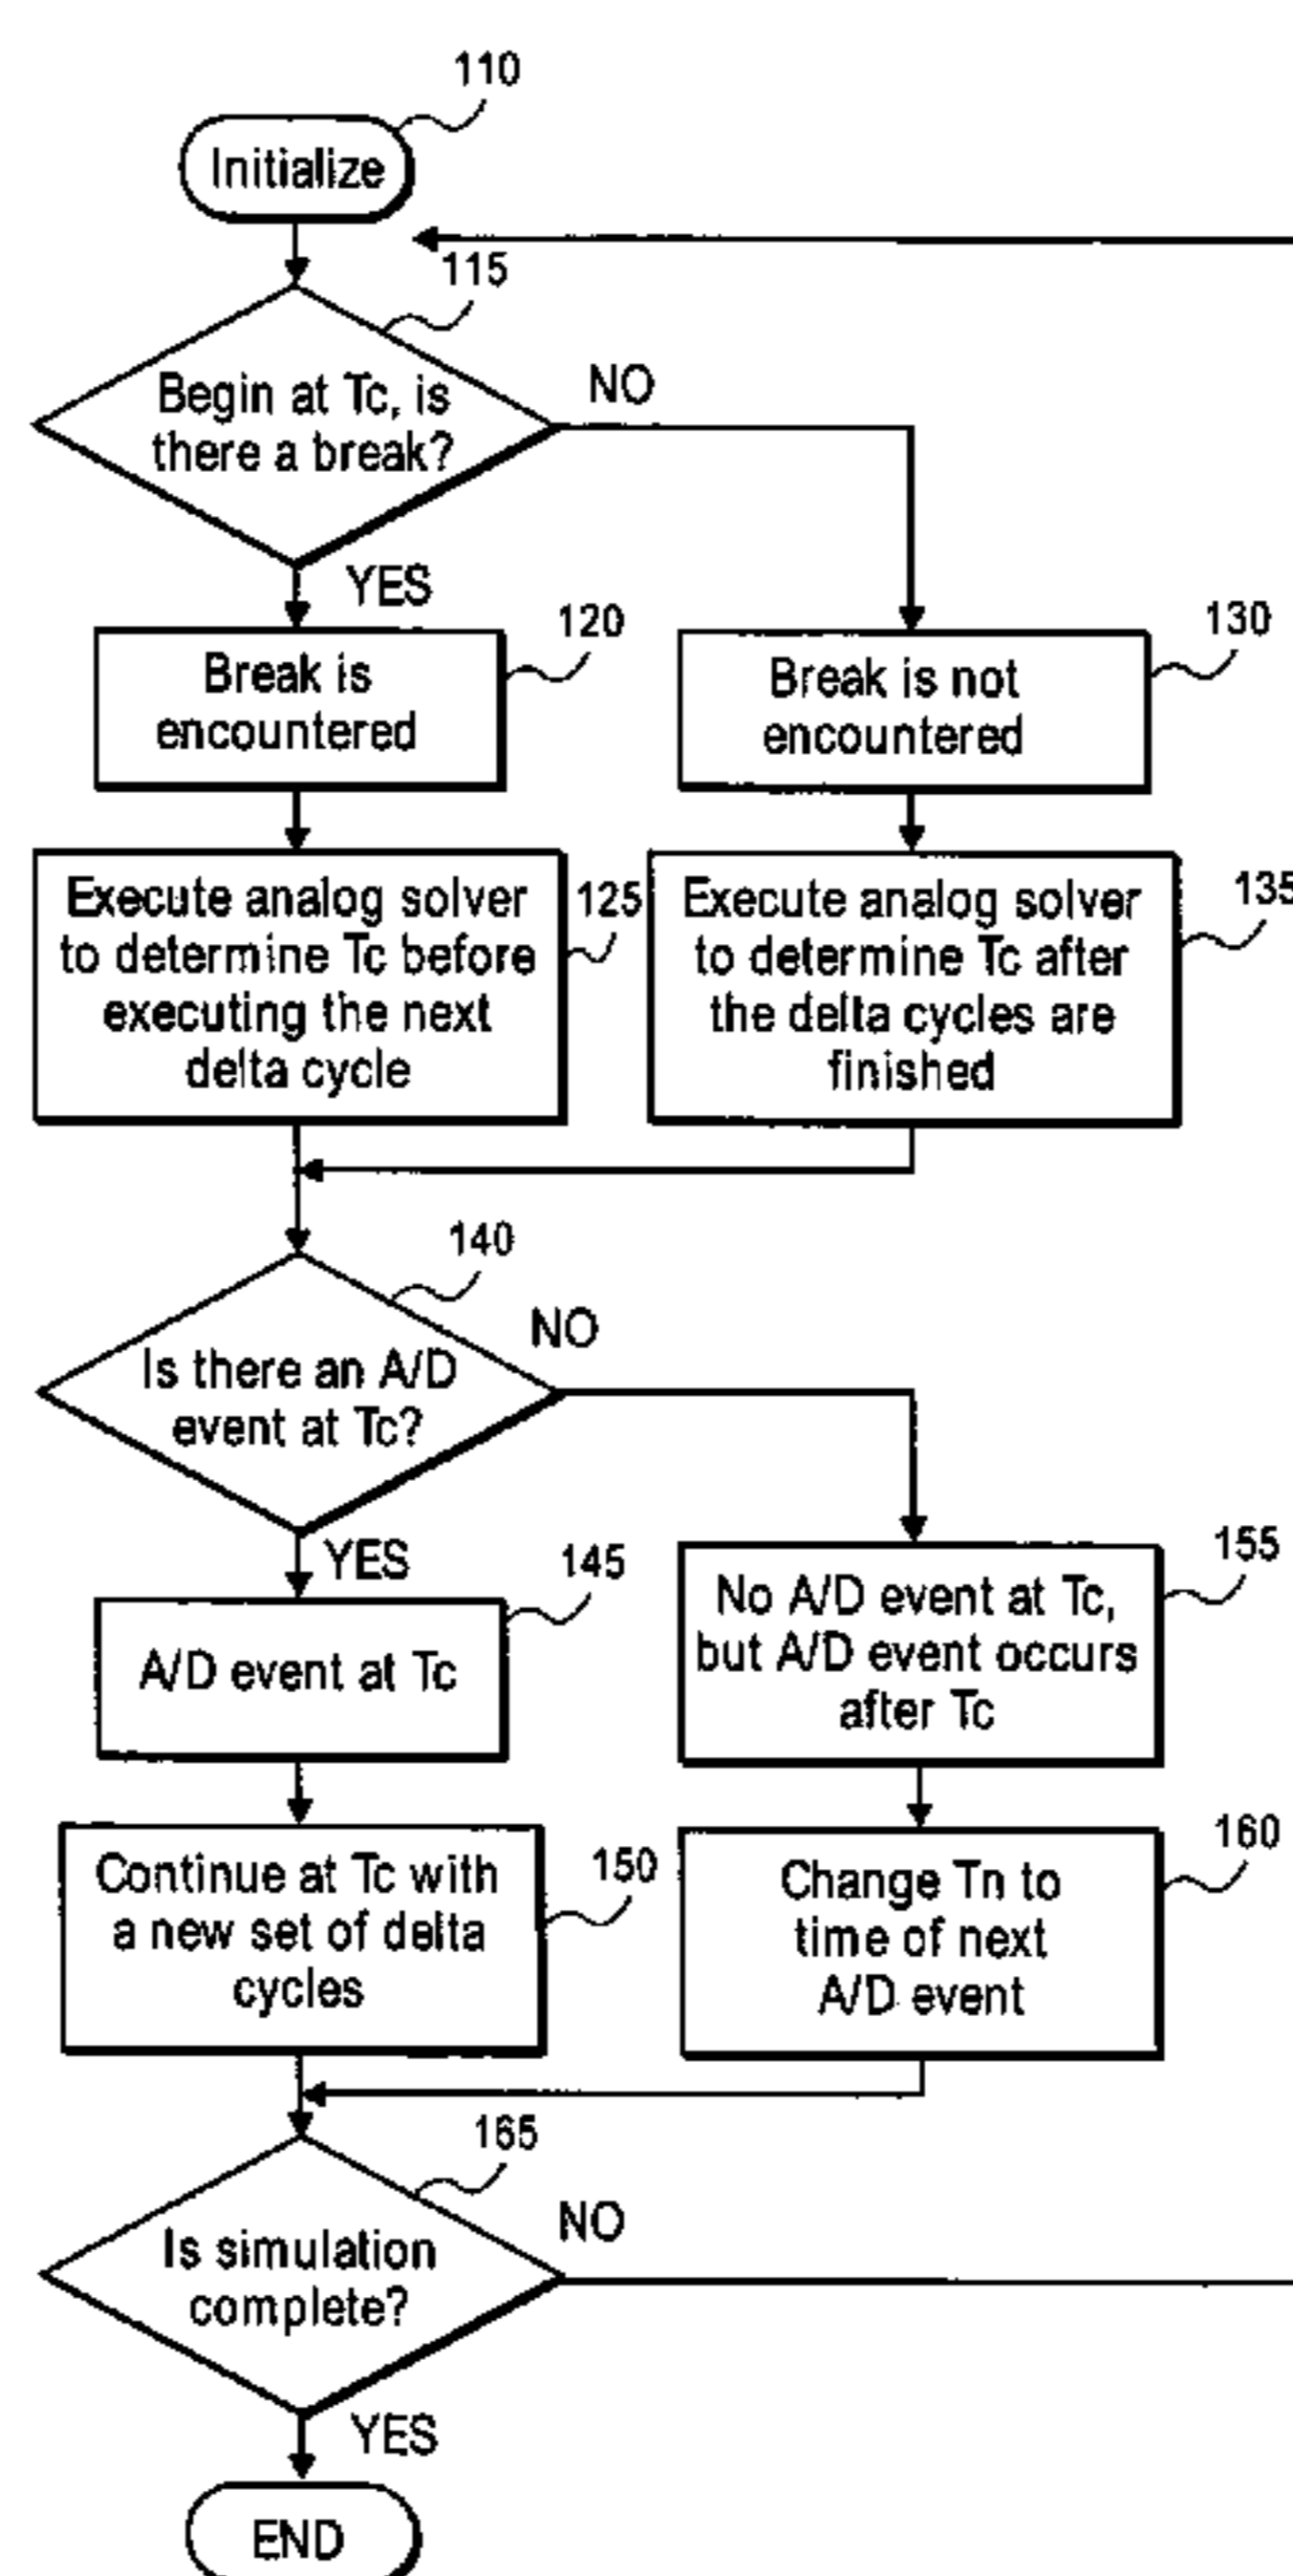 110
Initialize
115
Begin at Tc, is
there a break?
NO
YES
120
Break is
encountered
130
Break is not
encountered
Execute analog solver
to determine Tc before
executing the next
delta cycle
125
Execute analog solver
to determine Tc after
the delta cycles are
finished
135
140
Is there an A/D
event at Tc?
NO
YES
145
A/D event at Tc
155
No A/D event at Tc,
but A/D event occurs
after Tc
Continue at Tc with
a new set of delta
cycles
150
160
Change Tn to
time of next
A/D event
165
Is simulation
complete?
NO
YES
END